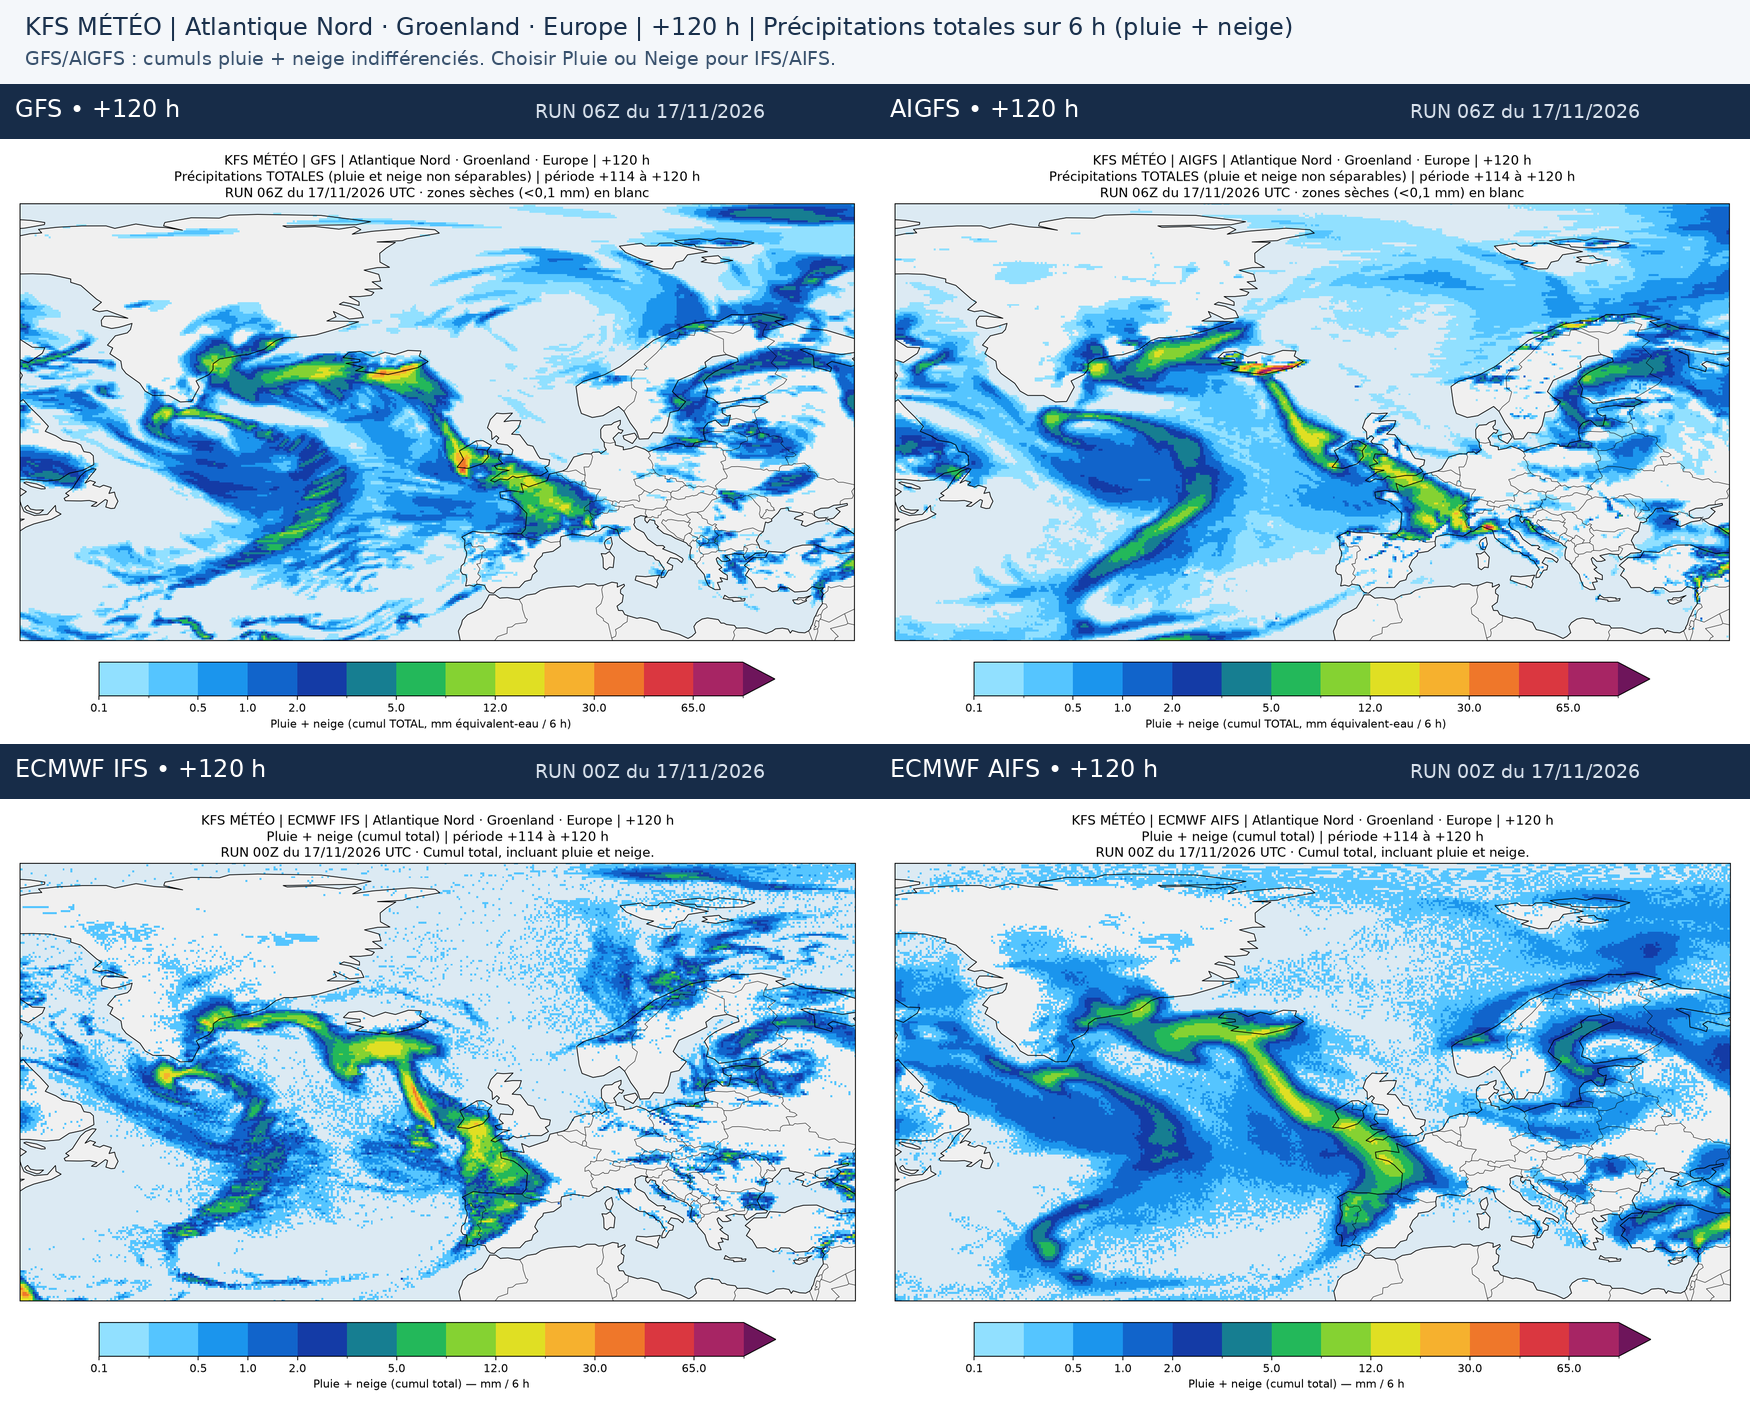 KFS MÉTÉO | Atlantique Nord · Groenland · Europe | +120 h | Précipitations totales sur 6 h (pluie + neige)
GFS/AIGFS : cumuls pluie + neige indifférenciés. Choisir Pluie ou Neige pour IFS/AIFS.
GFS • +120 h
RUN 06Z du 17/11/2026
AIGFS • +120 h
RUN 06Z du 17/11/2026
KFS MÉTÉO | GFS | Atlantique Nord · Groenland · Europe | +120 h
Précipitations TOTALES (pluie et neige non séparables) | période +114 à +120 h
RUN 06Z du 17/11/2026 UTC · zones sèches (<0,1 mm) en blanc
KFS MÉTÉO | AIGFS | Atlantique Nord · Groenland · Europe | +120 h
Précipitations TOTALES (pluie et neige non séparables) | période +114 à +120 h
RUN 06Z du 17/11/2026 UTC · zones sèches (<0,1 mm) en blanc
0.1 0.5 1.0 2.0 5.0 12.0 30.0 65.0
Pluie + neige (cumul TOTAL, mm équivalent-eau / 6 h)
0.1 0.5 1.0 2.0 5.0 12.0 30.0 65.0
Pluie + neige (cumul TOTAL, mm équivalent-eau / 6 h)
ECMWF IFS • +120 h
RUN 00Z du 17/11/2026
ECMWF AIFS • +120 h
RUN 00Z du 17/11/2026
KFS MÉTÉO | ECMWF IFS | Atlantique Nord · Groenland · Europe | +120 h
Pluie + neige (cumul total) | période +114 à +120 h
RUN 00Z du 17/11/2026 UTC · Cumul total, incluant pluie et neige.
KFS MÉTÉO | ECMWF AIFS | Atlantique Nord · Groenland · Europe | +120 h
Pluie + neige (cumul total) | période +114 à +120 h
RUN 00Z du 17/11/2026 UTC · Cumul total, incluant pluie et neige.
0.1 0.5 1.0 2.0 5.0 12.0 30.0 65.0
Pluie + neige (cumul total) — mm / 6 h
0.1 0.5 1.0 2.0 5.0 12.0 30.0 65.0
Pluie + neige (cumul total) — mm / 6 h